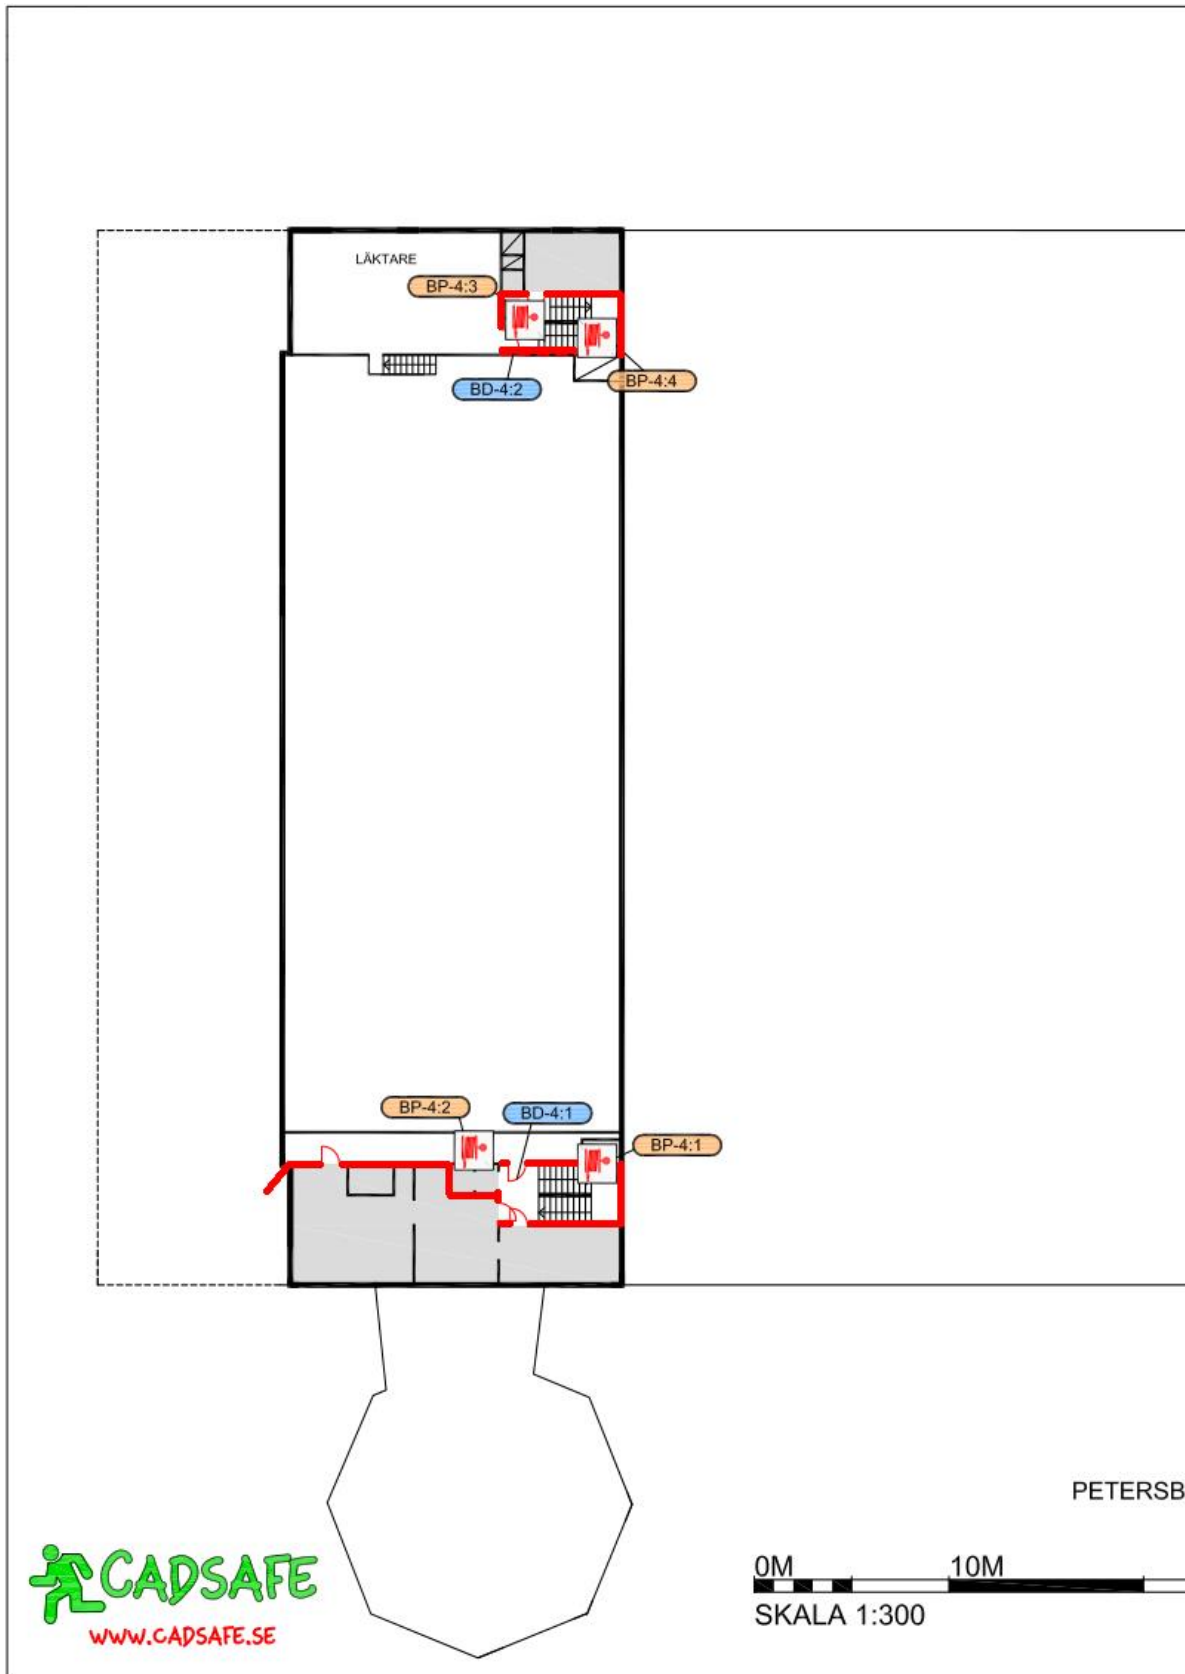 LÄKTARE
BP-4:3
BP-4:4
BD-4:2
BP-4:2
BD-4:1
BP-4:1
PETERSB
0M 10M
SKALA 1:300
CADSAFE
WWW.CADSAFE.SE